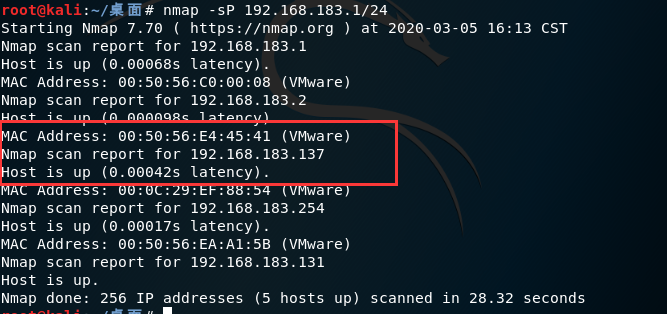 root@kali:~/桌面# nmap -sP 192.168.183.1/24
Starting Nmap 7.70 ( https://nmap.org ) at 2020-03-05 16:13 CST
Nmap scan report for 192.168.183.1
Host is up (0.00068s latency).
MAC Address: 00:50:56:C0:00:08 (VMware)
Nmap scan report for 192.168.183.2
Host is up (0.000098s latency)
MAC Address: 00:50:56:E4:45:41 (VMware)
Nmap scan report for 192.168.183.137
Host is up (0.00042s latency).
MAC Address: 00:0C:29:EF:88:54 (VMware)
Nmap scan report for 192.168.183.254
Host is up (0.00017s latency).
MAC Address: 00:50:56:EA:A1:5B (VMware)
Nmap scan report for 192.168.183.131
Host is up.
Nmap done: 256 IP addresses (5 hosts up) scanned in 28.32 seconds
root@kali:~/桌面#